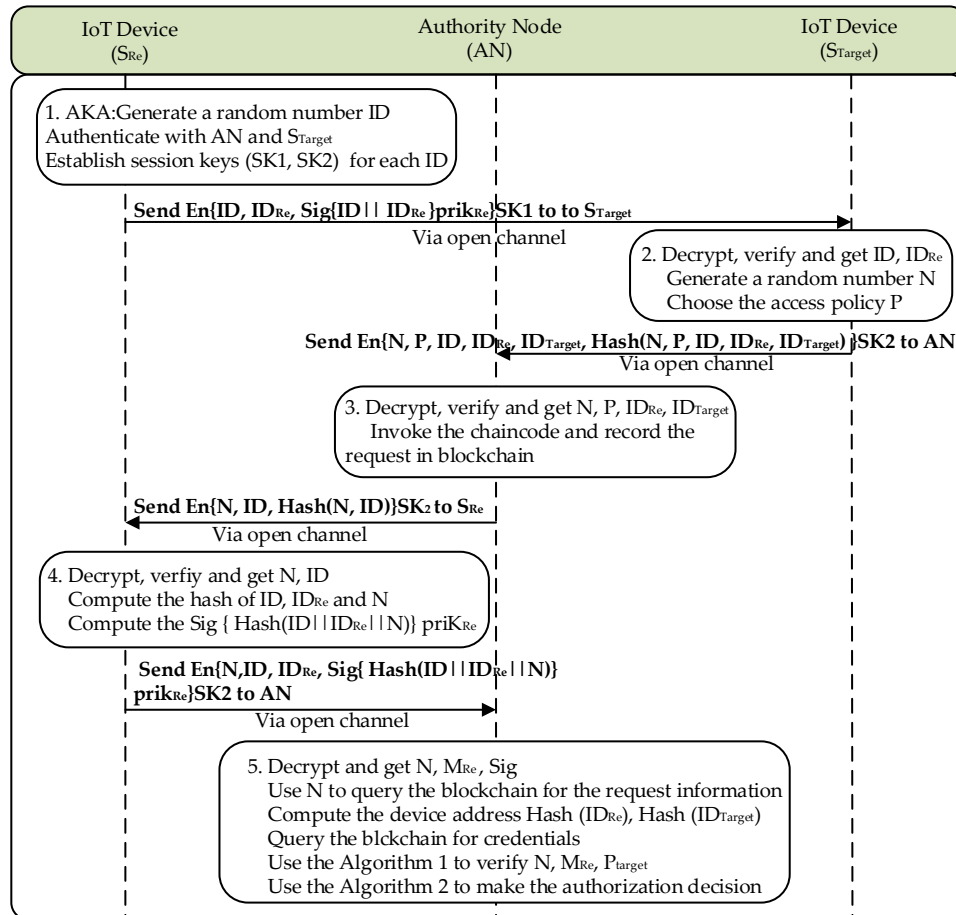 IoT Device
(SRe)
Authority Node
(AN)
IoT Device
(STarget)
1. AKA:Generate a random number ID
Authenticate with AN and STarget
Establish session keys (SK1, SK2) for each ID
Send En{ID, IDRe, Sig{ID|| IDRe}prikRe}SK1 to to STarget
Via open channel
2. Decrypt, verify and get ID, IDRe
Generate a random number N
Choose the access policy P
Send En{N, P, ID, IDRe, IDTarget, Hash(N, P, ID, IDRe, IDTarget) }SK2 to AN
Via open channel
3. Decrypt, verify and get N, P, IDRe, IDTarget
Invoke the chaincode and record the
request in blockchain
Send En{N, ID, Hash(N, ID)}SK2 to SRe
Via open channel
4. Decrypt, verfiy and get N, ID
Compute the hash of ID, IDRe and N
Compute the Sig { Hash(ID||IDRe||N)} priKRe
Send En{N,ID, IDRe, Sig{ Hash(ID||IDRe||N)}
prikRe}SK2 to AN
Via open channel
5. Decrypt and get N, MRe, Sig
Use N to query the blockchain for the request information
Compute the device address Hash (IDRe), Hash (IDTarget)
Query the blckchain for credentials
Use the Algorithm 1 to verify N, MRe, Ptarget
Use the Algorithm 2 to make the authorization decision